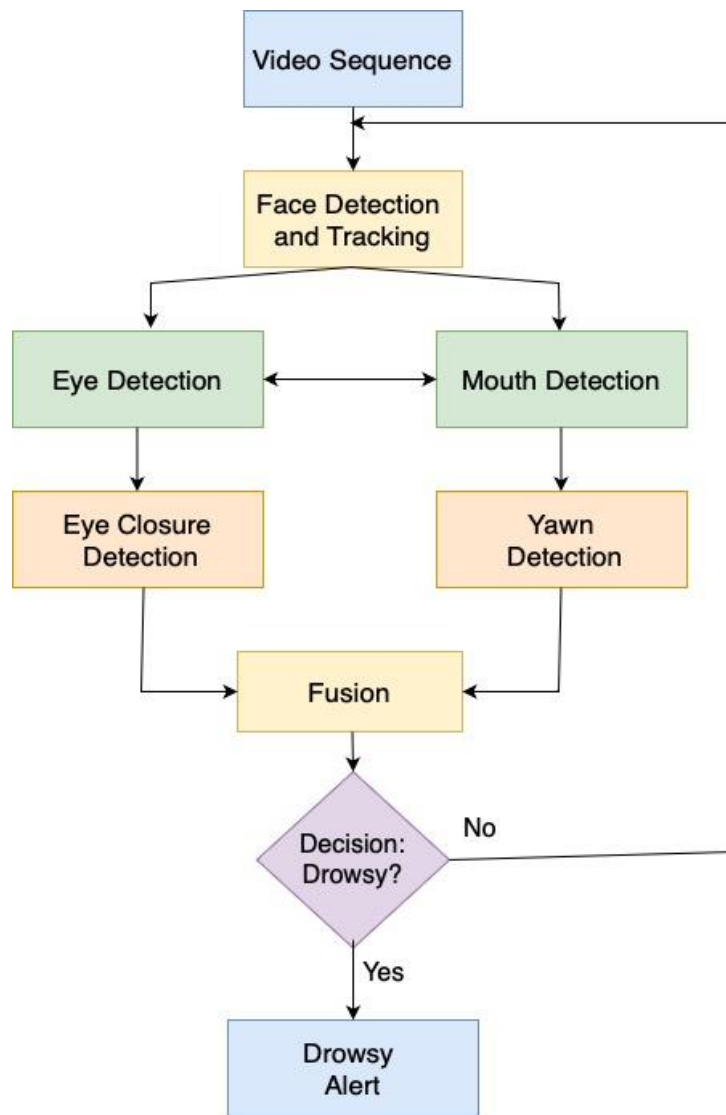 Video Sequence
Face Detection
and Tracking
Eye Detection
Mouth Detection
Eye Closure
Detection
Yawn
Detection
Fusion
Decision:
Drowsy?
No
Yes
Drowsy
Alert